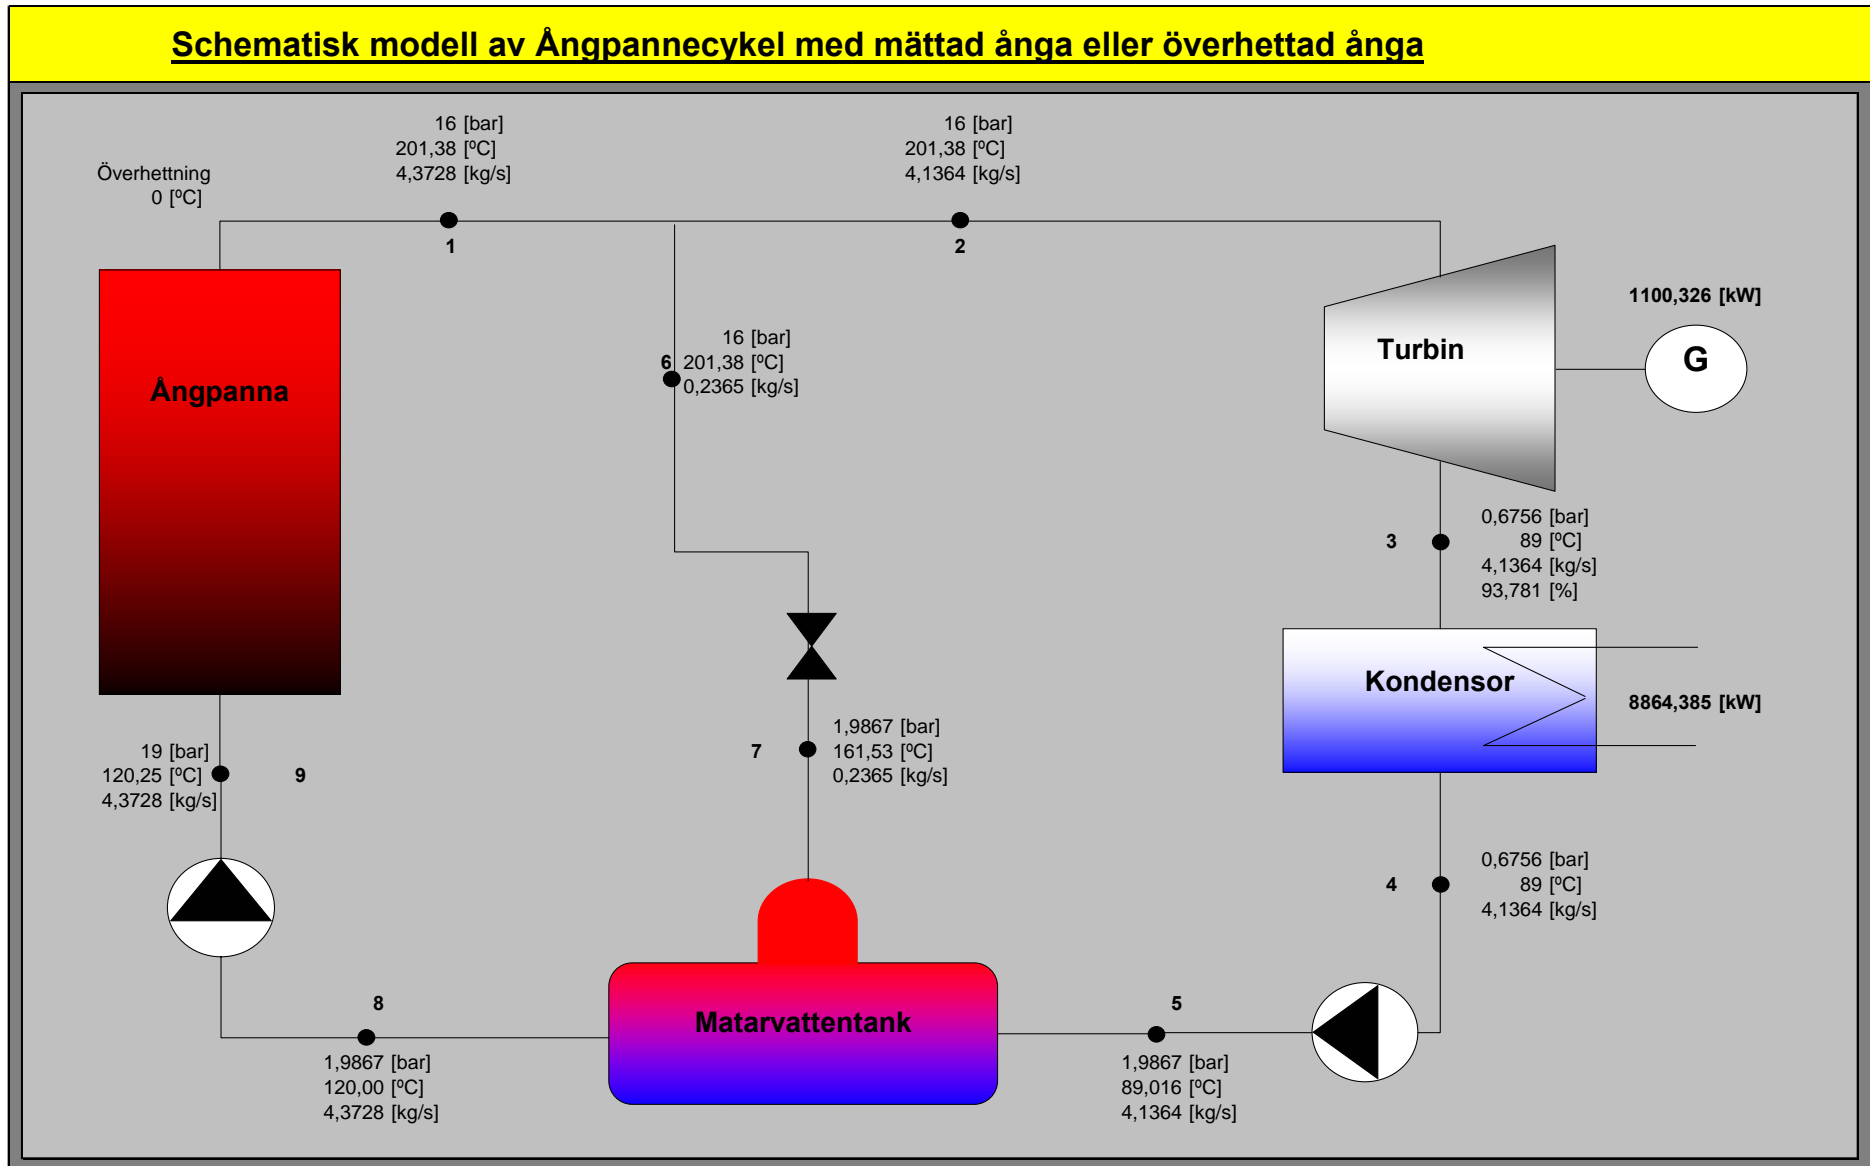 Schematisk modell av Ångpannecykel med mättad ånga eller överhettad ånga
16 [bar]
201,38 [ºC]
4,3728 [kg/s]
16 [bar]
201,38 [ºC]
4,1364 [kg/s]
Överhettning
0 [ºC]
1
2
1100,326 [kW]
Turbin
G
16 [bar]
6 201,38 [ºC]
0,2365 [kg/s]
Ångpanna
0,6756 [bar]
3
89 [ºC]
4,1364 [kg/s]
93,781 [%]
Kondensor
8864,385 [kW]
1,9867 [bar]
7
161,53 [ºC]
0,2365 [kg/s]
19 [bar]
120,25 [ºC]
9
4,3728 [kg/s]
0,6756 [bar]
4
89 [ºC]
4,1364 [kg/s]
8
Matarvattentank
5
1,9867 [bar]
120,00 [ºC]
4,3728 [kg/s]
1,9867 [bar]
89,016 [ºC]
4,1364 [kg/s]